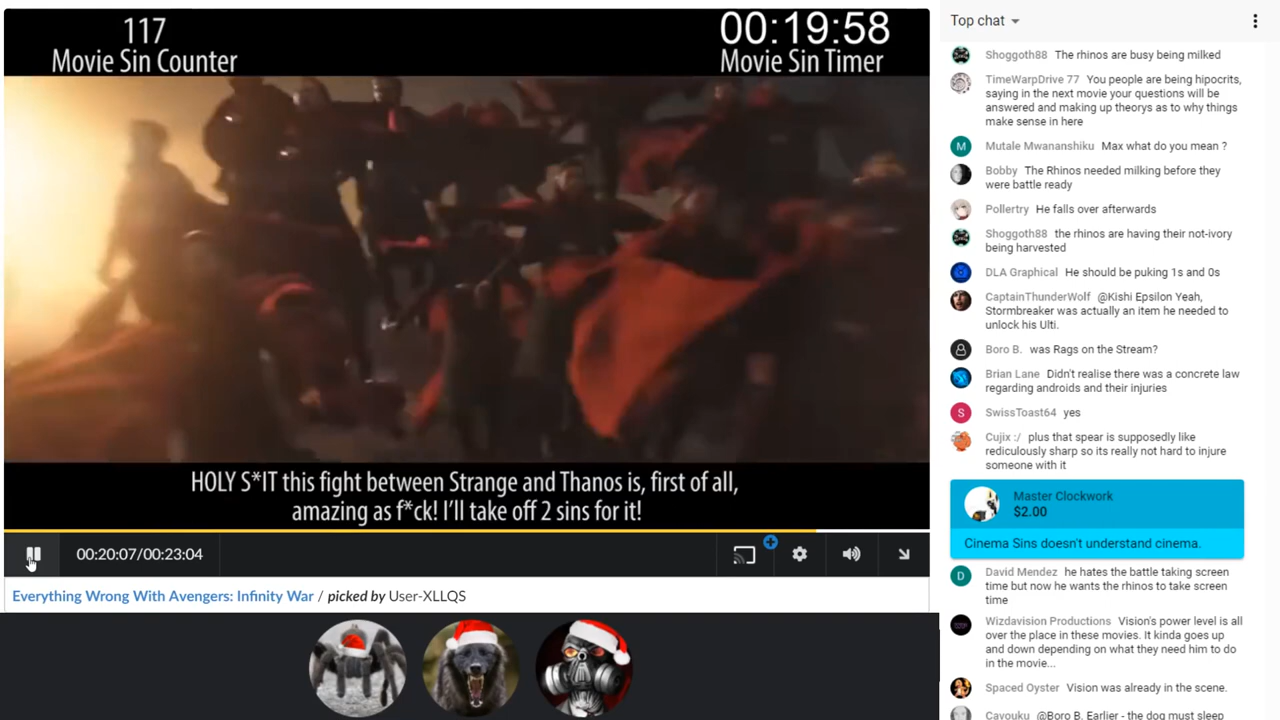 117
Movie Sin Counter
00:19:58
Movie Sin Timer
HOLY S*IT this fight between Strange and Thanos is, first of all,
amazing as f*ck! I'll take off 2 sins for it!
00:20:07/00:23:04
Everything Wrong With Avengers: Infinity War / picked by User-XLLQS
Top chat
Shoggoth88 The rhinos are busy being milked
TimeWarpDrive 77 You people are being hipocrits,
saying in the next movie your questions will be
answered and making up theorys as to why things
make sense in here
M
Mutale Mwananshiku Max what do you mean ?
Bobby The Rhinos needed milking before they
were battle ready
Pollertry He falls over afterwards
Shoggoth88 the rhinos are having their not-ivory
being harvested
DLA Graphical He should be puking 1s and 0s
CaptainThunderWolf @Kishi Epsilon Yeah,
Stormbreaker was actually an item he needed to
unlock his Ulti.
Boro B. was Rags on the Stream?
Brian Lane Didn't realise there was a concrete law
regarding androids and their injuries
S
SwissToast64 yes
Cujix :/ plus that spear is supposedly like
rediculously sharp so its really not hard to injure
someone with it
Master Clockwork
$2.00
Cinema Sins doesn't understand cinema.
D
David Mendez he hates the battle taking screen
time but now he wants the rhinos to take screen
time
Wizdavision Productions Vision's power level is all
over the place in these movies. It kinda goes up
and down depending on what they need him to do
in the movie...
Spaced Oyster Vision was already in the scene.
Cayouku @Boro B. Earlier - the dog must sleep